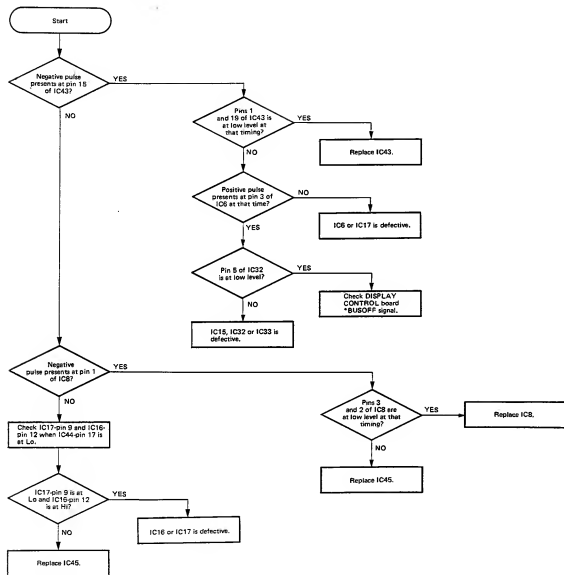 Start
Negative pulse
presents at pin 15
of IC43?
YES
NO
Pins 1
and 19 of IC43 is
at low level at
that timing?
YES
NO
Replace IC43.
Positive pulse
presents at pin 3 of
IC6 at that time?
NO
YES
IC6 or IC17 is defective.
Pin 5 of IC32
is at low level?
YES
NO
Check DISPLAY
CONTROL board
*BUSOFF signal.
IC15, IC32 or IC33 is
defective.
Negative
pulse presents at pin 1
of IC8?
YES
NO
Pins 3
and 2 of IC8 are
at low level at that
timing?
YES
NO
Replace IC8.
Replace IC45.
Check IC17-pin 9 and IC16-
pin 12 when IC44-pin 17 is
at Lo.
IC17-pin 9 is at
Lo and IC16-pin 12
is at Hi?
YES
NO
IC16 or IC17 is defective.
Replace IC45.